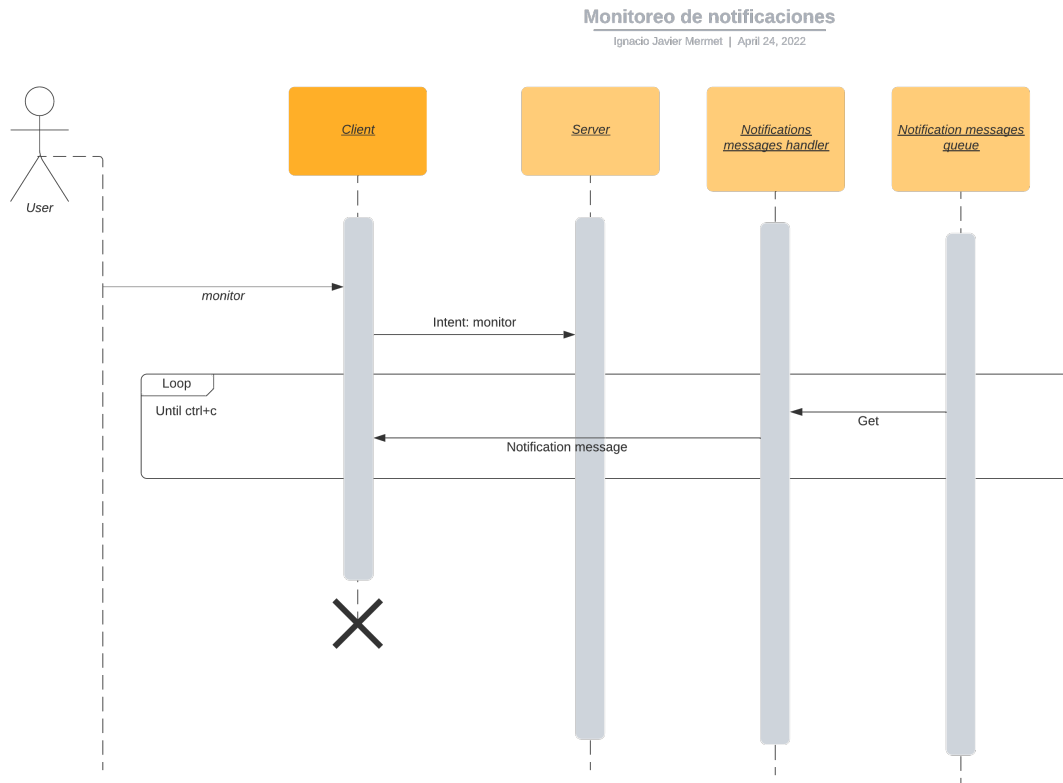 Monitoreo de notificaciones
Ignacio Javier Mermet | April 24, 2022
User
Client
Server
Notifications
messages handler
Notification messages
queue
monitor
Intent: monitor
Loop
Until ctrl+c
Get
Notification message